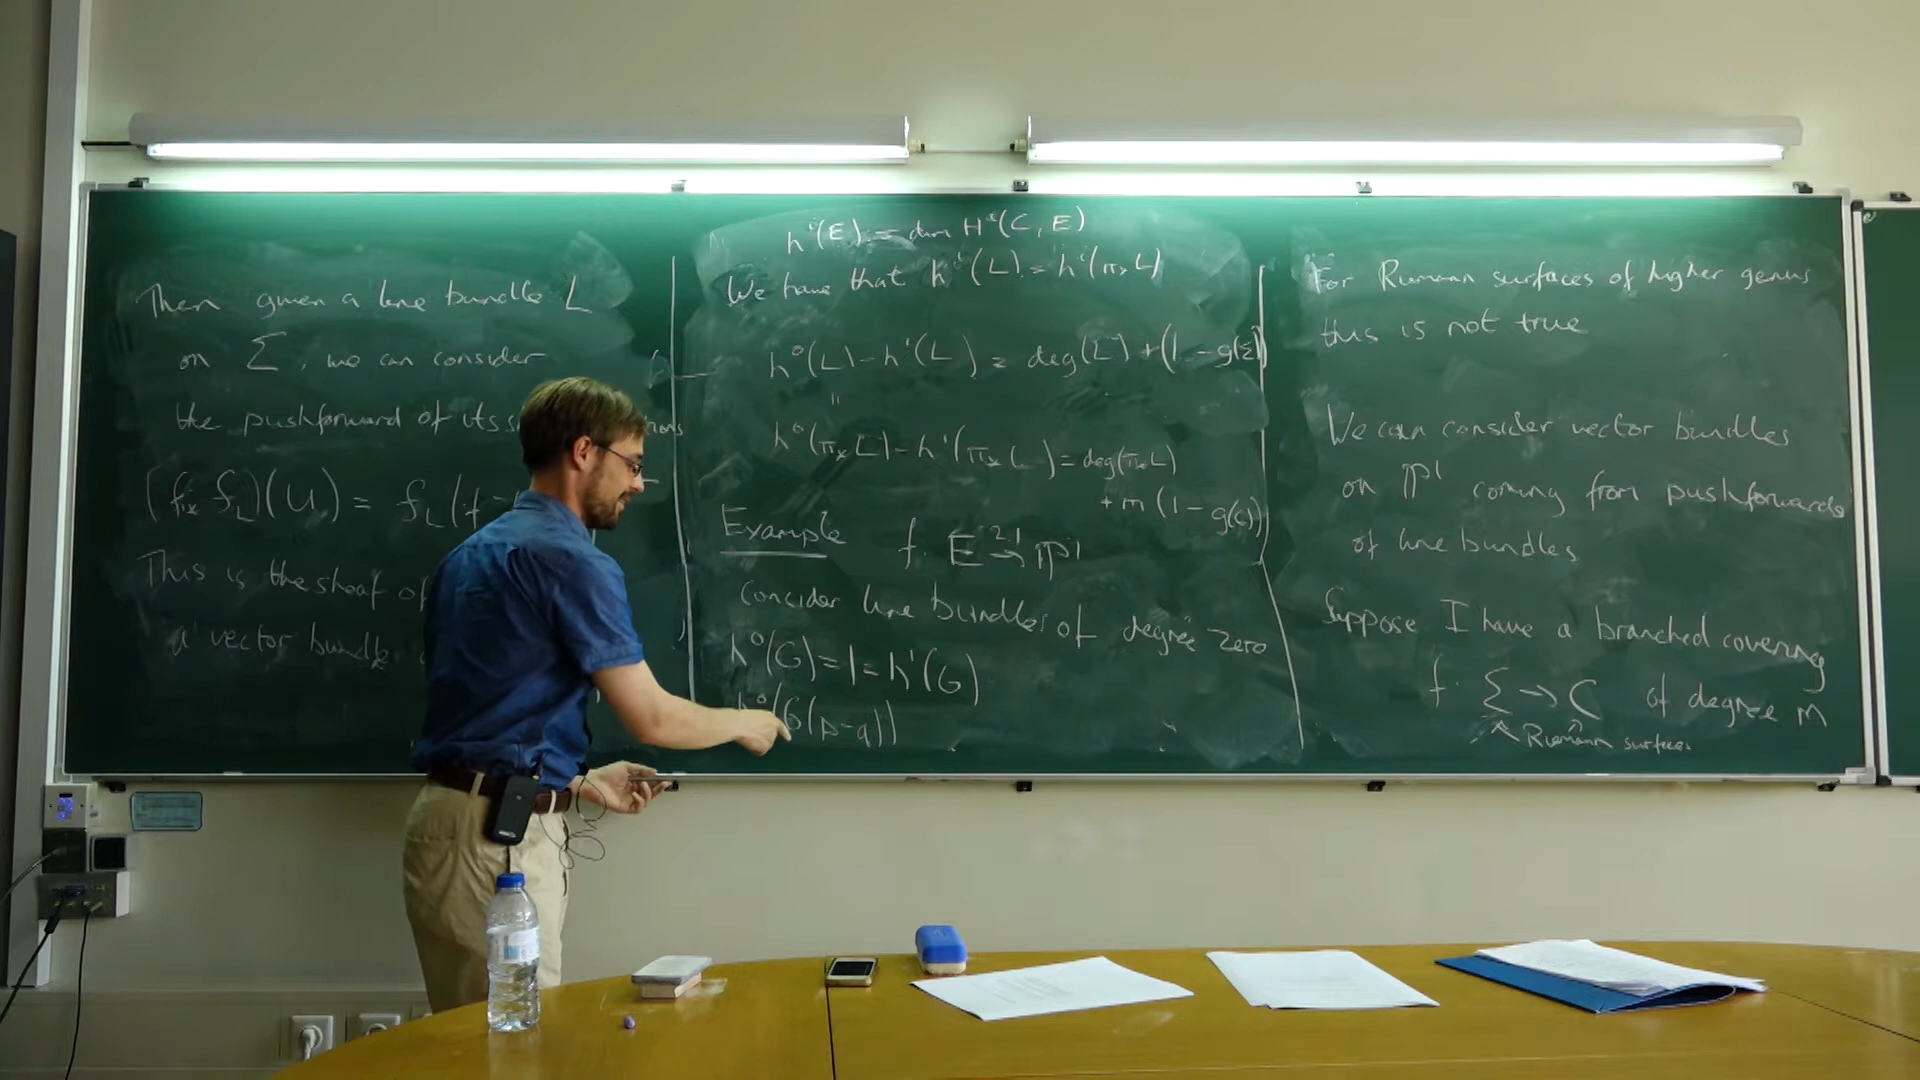 Then given a line bundle L
on Σ, we can consider
the pushforward of its
(f_* f_L)(U) = f_L(f
This is the sheaf of
a vector bundle
h^i(E) = dim H^i(C, E)
We have that h^i(L) = h^i(π_* L)
h^0(L) - h^1(L) = deg(L) + (1 - g(Σ))
"
h^0(π_* L) - h^1(π_* L) = deg(π_* L)
+ m(1 - g(C))
Example f: E 2:1→ P^1
Consider line bundles of degree zero
h^0(O) = 1 = h^1(O)
h^0(O(p-q))
For Riemann surfaces of higher genus
this is not true
We can consider vector bundles
on P^1 coming from pushforwards
of line bundles
Suppose I have a branched covering
f: Σ → C of degree m
Riemann surfaces